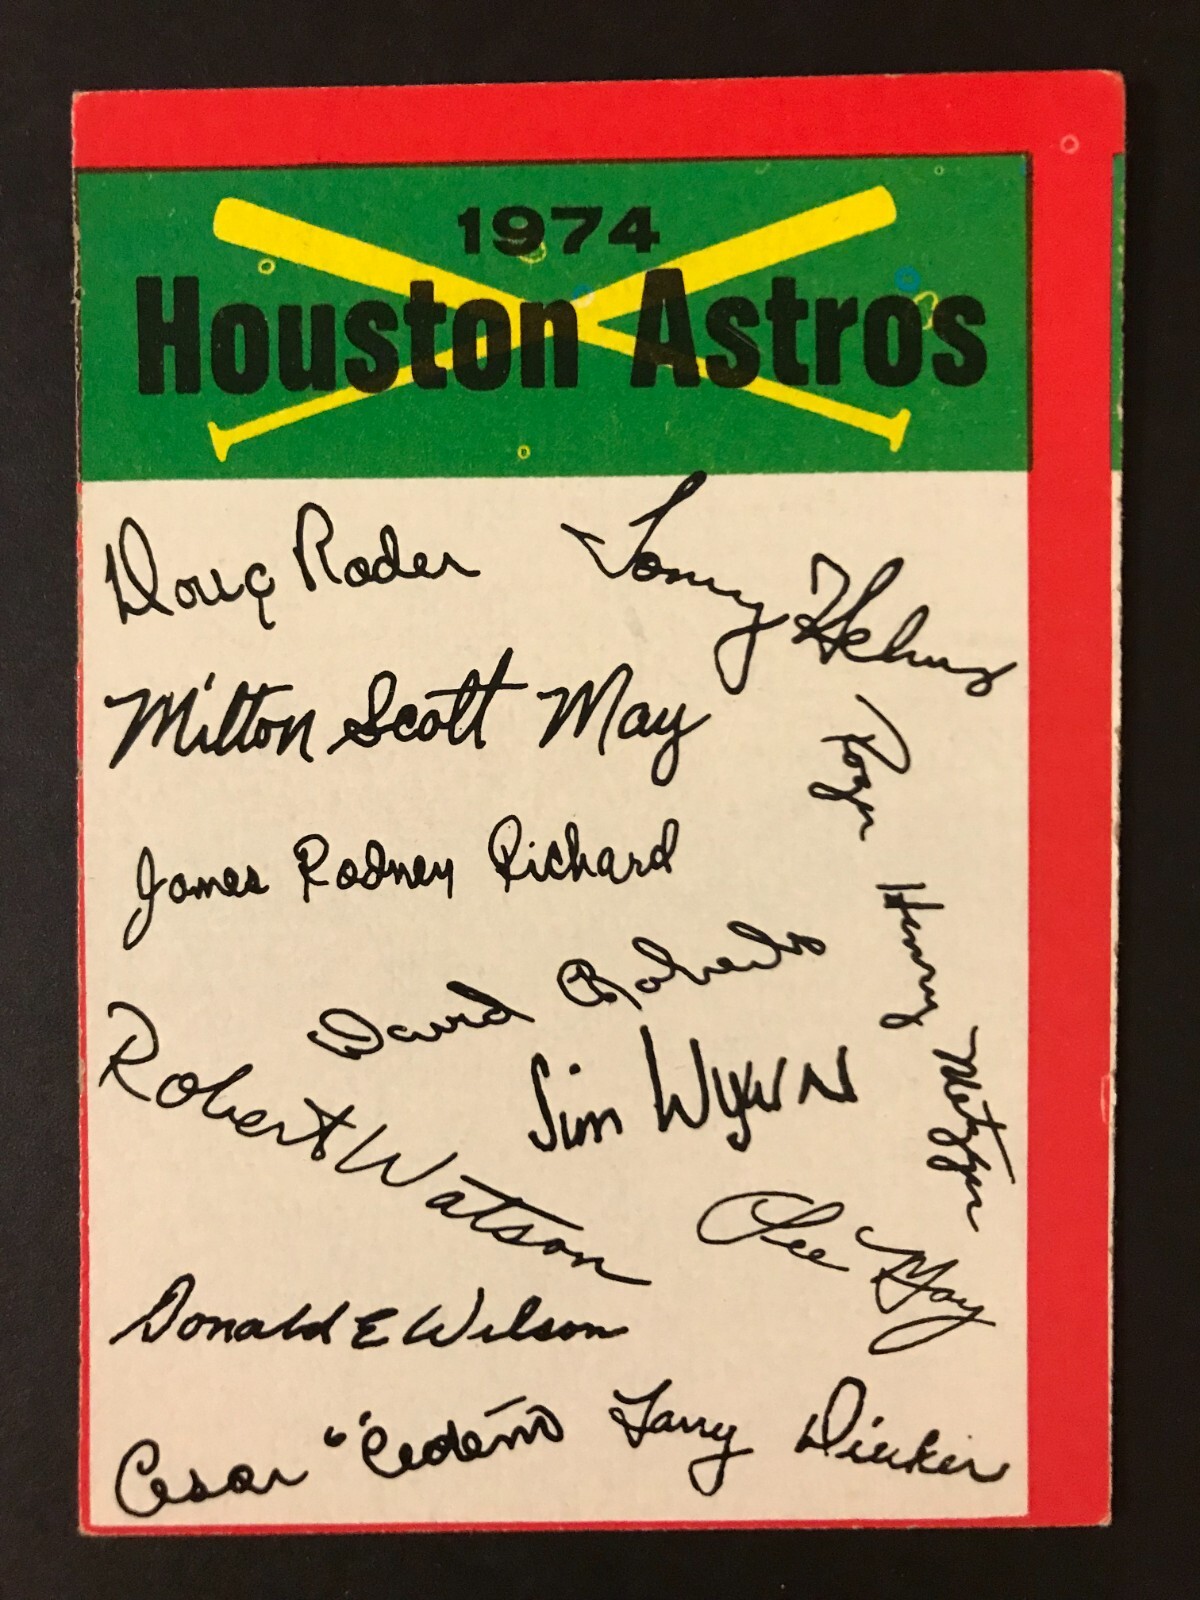 1974
Houston Astros
Doug Rader
Tommy Helms
Milton Scott May
Roger Henry Metzger
James Rodney Richard
David Roberts
Robert Watson
Jim Wynn
Lee May
Donald E Wilson
Cesar "Cedeño
Larry Dierker